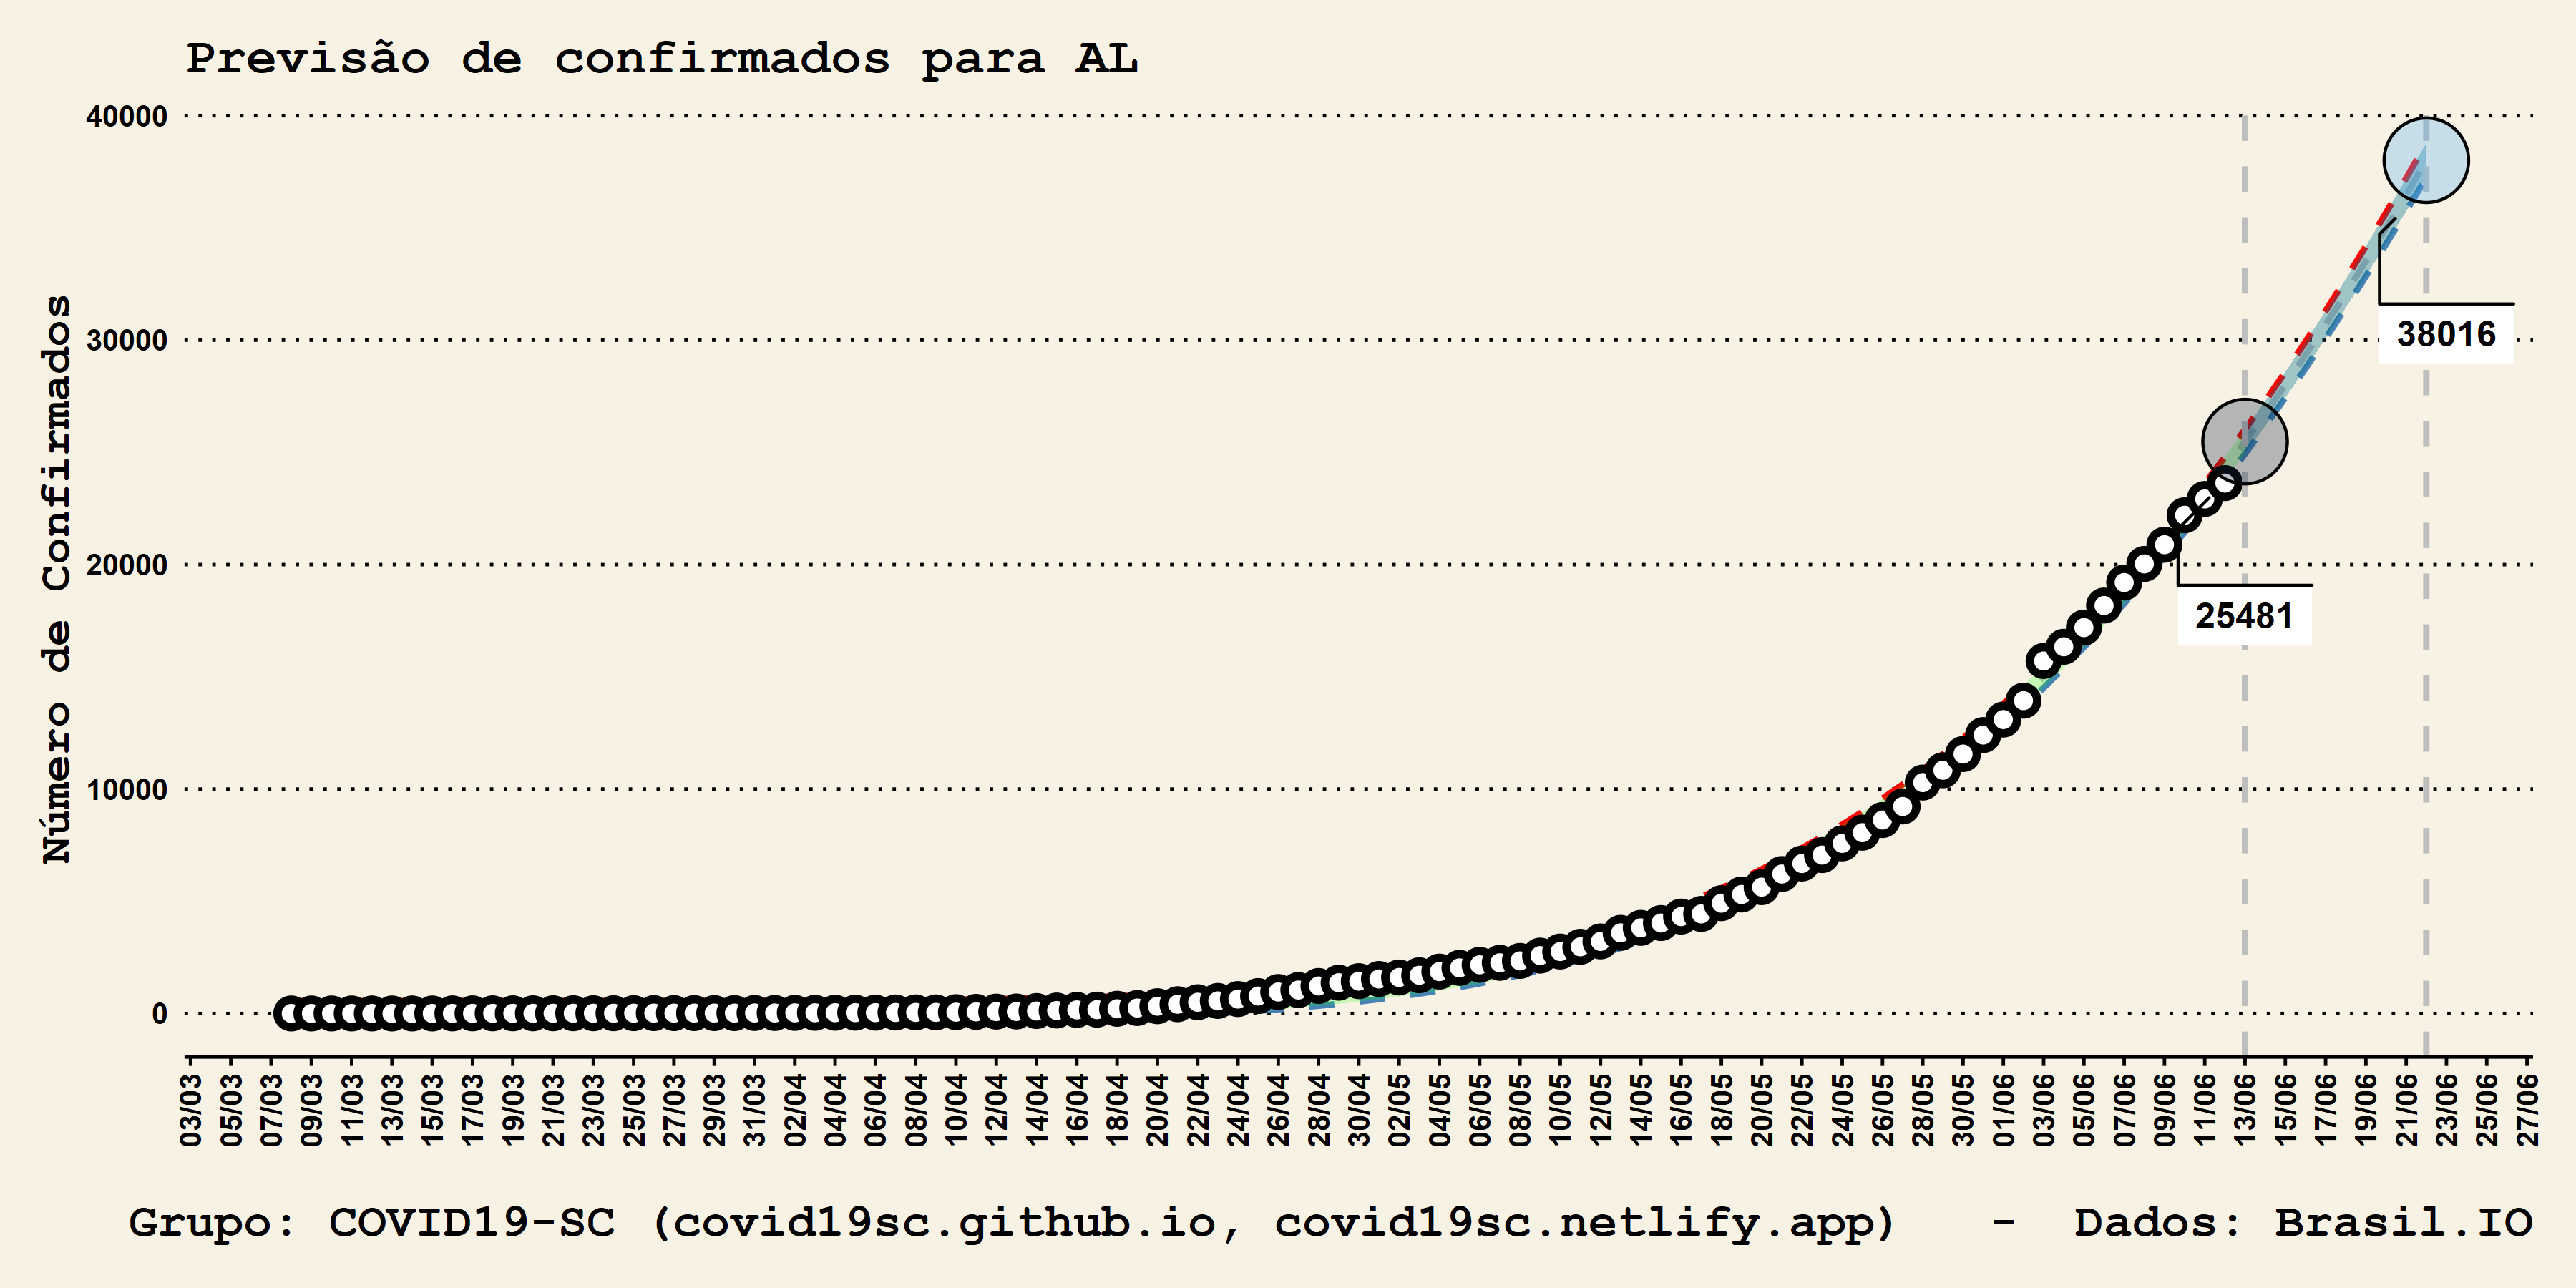 Previsão de confirmados para AL
Número de Confirmados
40000
30000
20000
10000
0
38016
25481
03/03 05/03 07/03 09/03 11/03 13/03 15/03 17/03 19/03 21/03 23/03 25/03 27/03 29/03 31/03 02/04 04/04 06/04 08/04 10/04 12/04 14/04 16/04 18/04 20/04 22/04 24/04 26/04 28/04 30/04 02/05 04/05 06/05 08/05 10/05 12/05 14/05 16/05 18/05 20/05 22/05 24/05 26/05 28/05 30/05 01/06 03/06 05/06 07/06 09/06 11/06 13/06 15/06 17/06 19/06 21/06 23/06 25/06 27/06
Grupo: COVID19-SC (covid19sc.github.io, covid19sc.netlify.app) - Dados: Brasil.IO